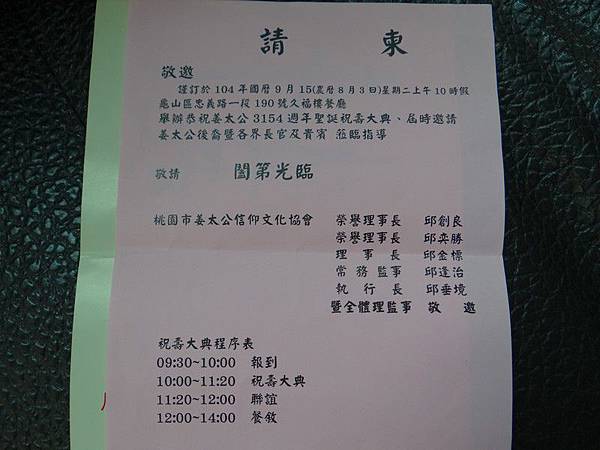 請 柬
敬邀
謹訂於 104 年國曆 9 月 15(農曆 8 月 3 日)星期二上午 10 時假
龜山區忠義路一段 190 號久福樓餐廳
舉辦恭祝姜太公 3154 週年聖誕祝壽大典、屆時邀請
姜太公後裔暨各界長官及貴賓 蒞臨指導
敬請 闔第光臨
桃園市姜太公信仰文化協會 榮譽理事長 邱創良
榮譽理事長 邱奕勝
理 事 長 邱金標
常 務 監 事 邱逢治
執 行 長 邱垂境
暨全體理監事 敬 邀
祝壽大典程序表
09:30~10:00 報到
10:00~11:20 祝壽大典
11:20~12:00 聯誼
12:00~14:00 餐敘